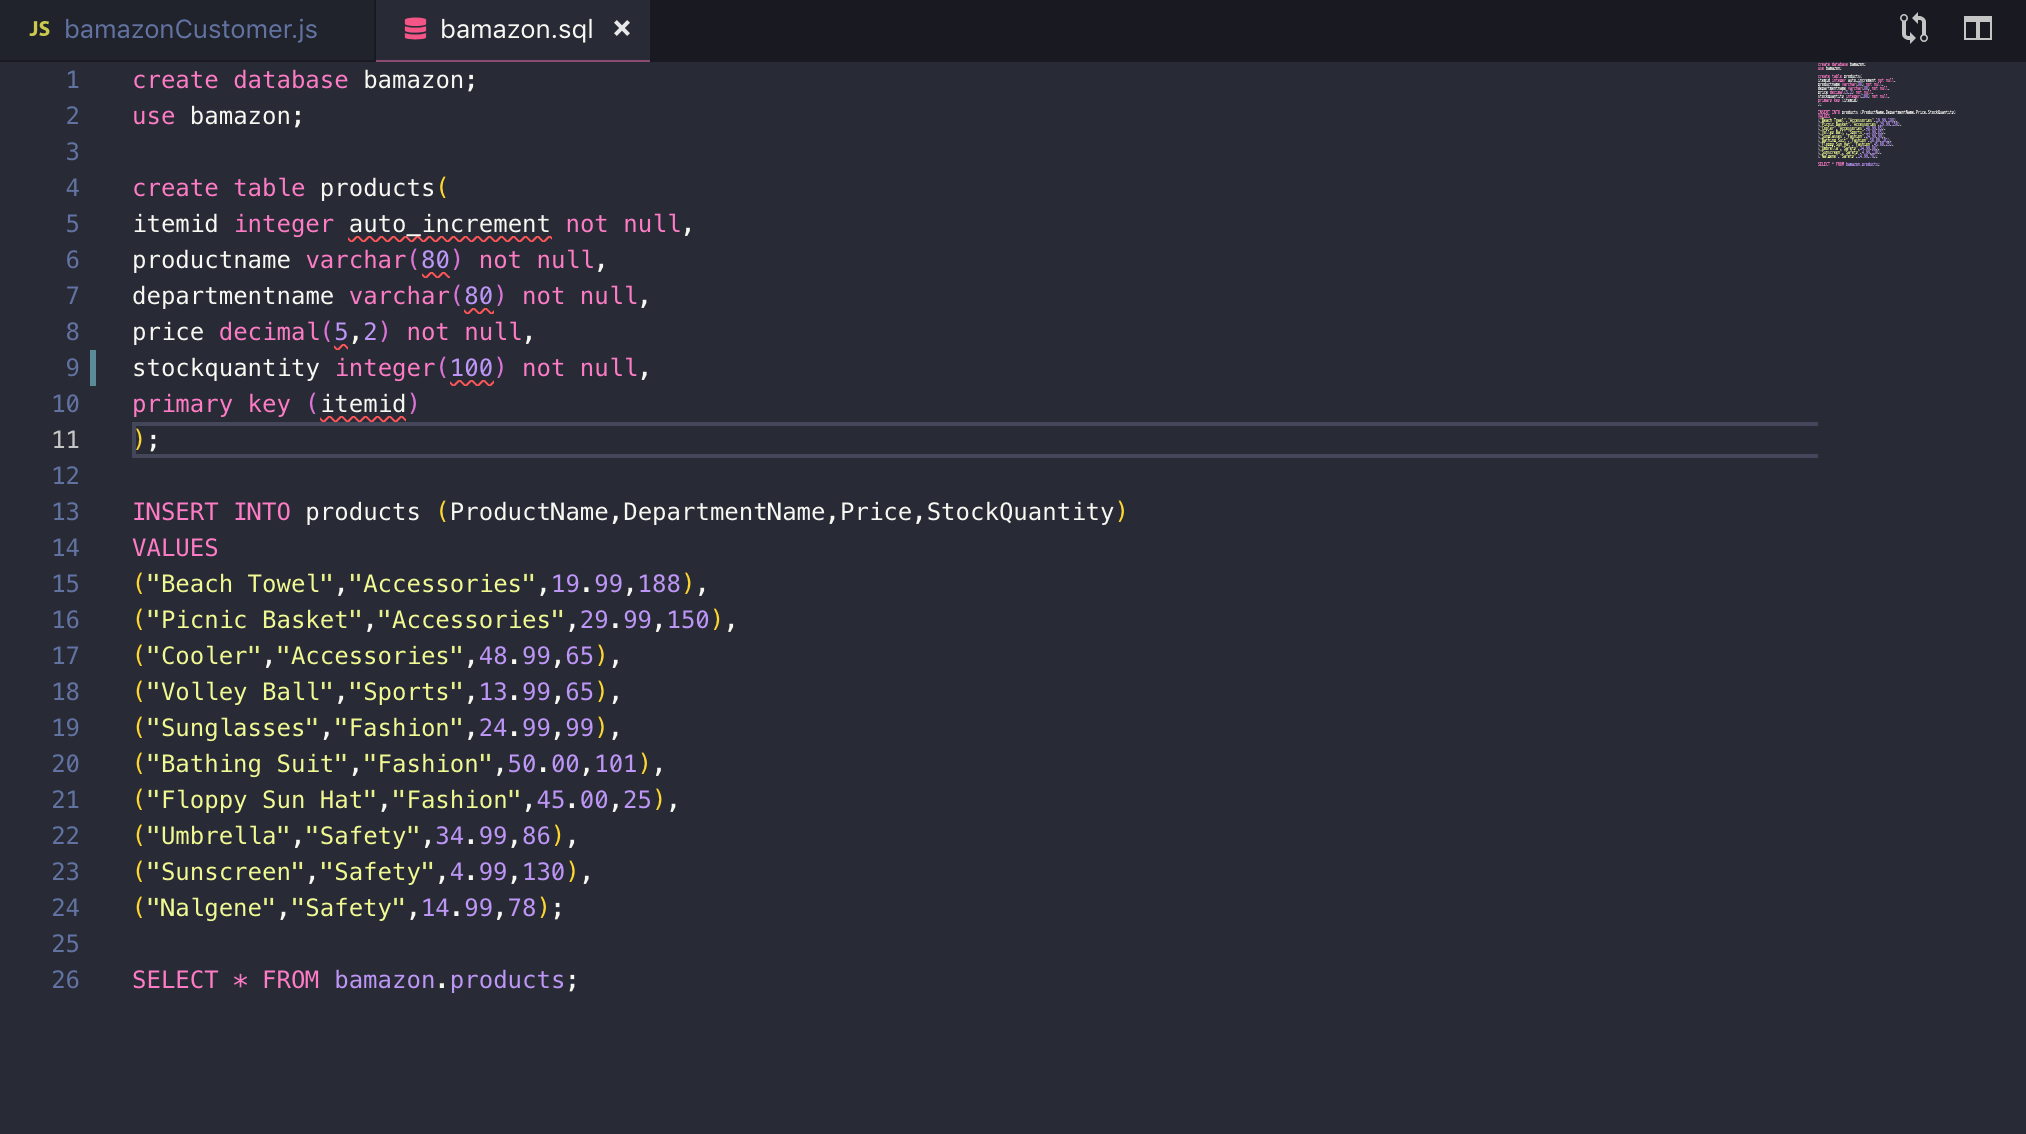 JS bamazonCustomer.js
bamazon.sql ×
1 create database bamazon;
2 use bamazon;
3
4 create table products(
5 itemid integer auto_increment not null,
6 productname varchar(80) not null,
7 departmentname varchar(80) not null,
8 price decimal(5,2) not null,
9 stockquantity integer(100) not null,
10 primary key (itemid)
11 );
12
13 INSERT INTO products (ProductName,DepartmentName,Price,StockQuantity)
14 VALUES
15 ("Beach Towel","Accessories",19.99,188),
16 ("Picnic Basket","Accessories",29.99,150),
17 ("Cooler","Accessories",48.99,65),
18 ("Volley Ball","Sports",13.99,65),
19 ("Sunglasses","Fashion",24.99,99),
20 ("Bathing Suit","Fashion",50.00,101),
21 ("Floppy Sun Hat","Fashion",45.00,25),
22 ("Umbrella","Safety",34.99,86),
23 ("Sunscreen","Safety",4.99,130),
24 ("Nalgene","Safety",14.99,78);
25
26 SELECT * FROM bamazon.products;